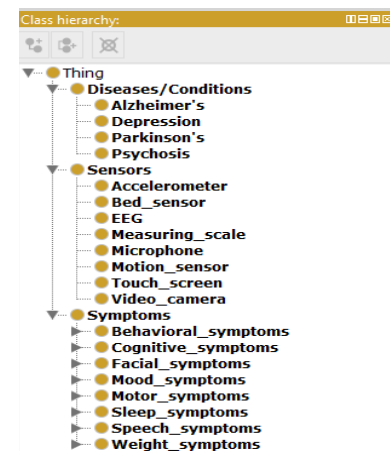 Class hierarchy:
Thing
Diseases/Conditions
Alzheimer's
Depression
Parkinson's
Psychosis
Sensors
Accelerometer
Bed_sensor
EEG
Measuring_scale
Microphone
Motion_sensor
Touch_screen
Video_camera
Symptoms
Behavioral_symptoms
Cognitive_symptoms
Facial_symptoms
Mood_symptoms
Motor_symptoms
Sleep_symptoms
Speech_symptoms
Weight_symptoms